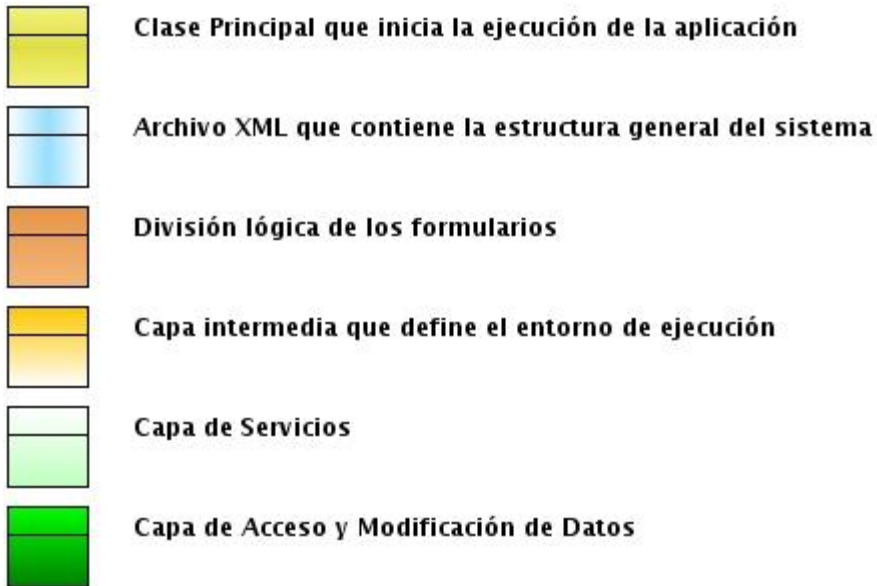 Clase Principal que inicia la ejecución de la aplicación
Archivo XML que contiene la estructura general del sistema
División lógica de los formularios
Capa intermedia que define el entorno de ejecución
Capa de Servicios
Capa de Acceso y Modificación de Datos